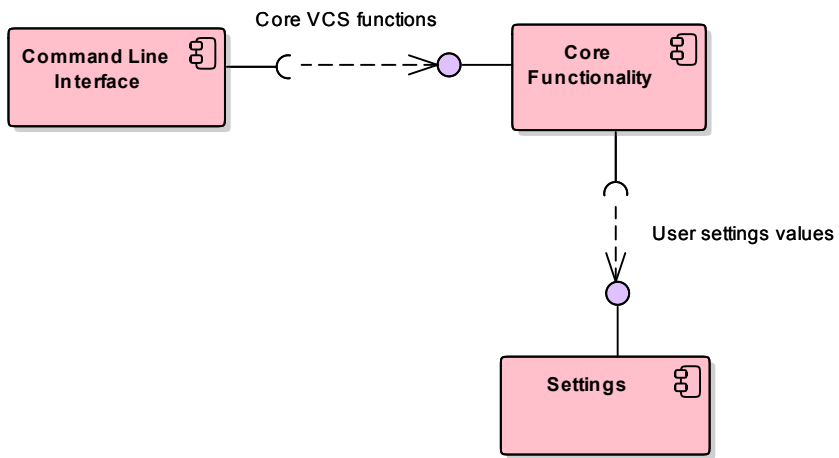 Core VCS functions
Command Line
Interface
Core
Functionality
User settings values
Settings